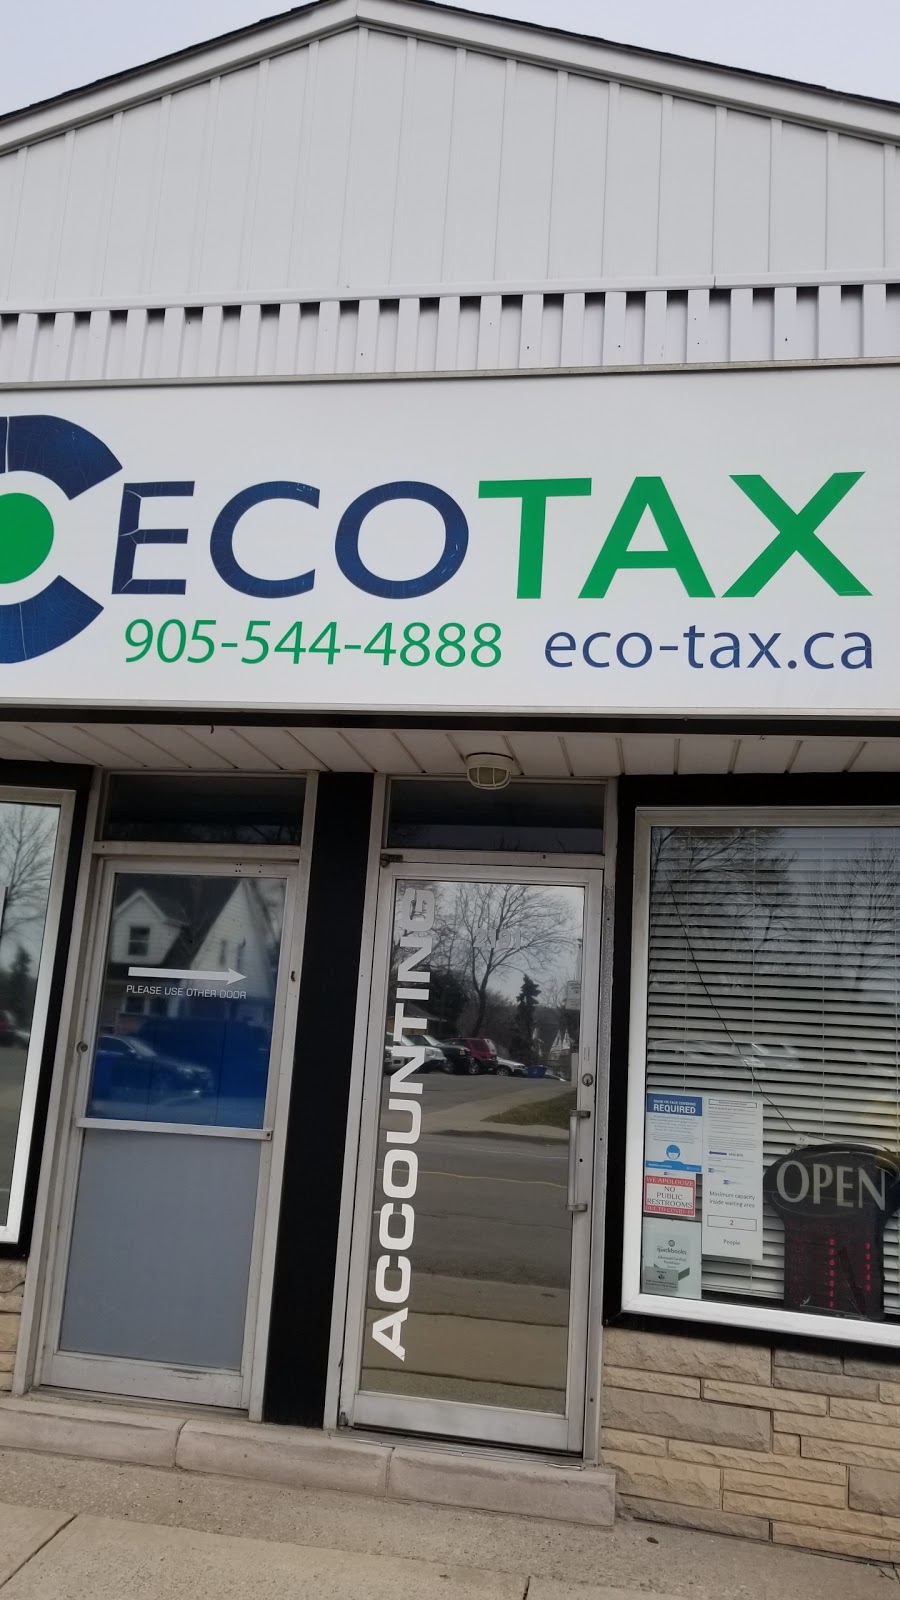 ECOTAX
905-544-4888 eco-tax.ca
PLEASE USE OTHER DOOR
ACCOUNTING
REQUIRED
WE APOLOGIZE
NO
PUBLIC
RESTROOMS
Maximum capacity
inside waiting area
2
People
quickbooks
OPEN